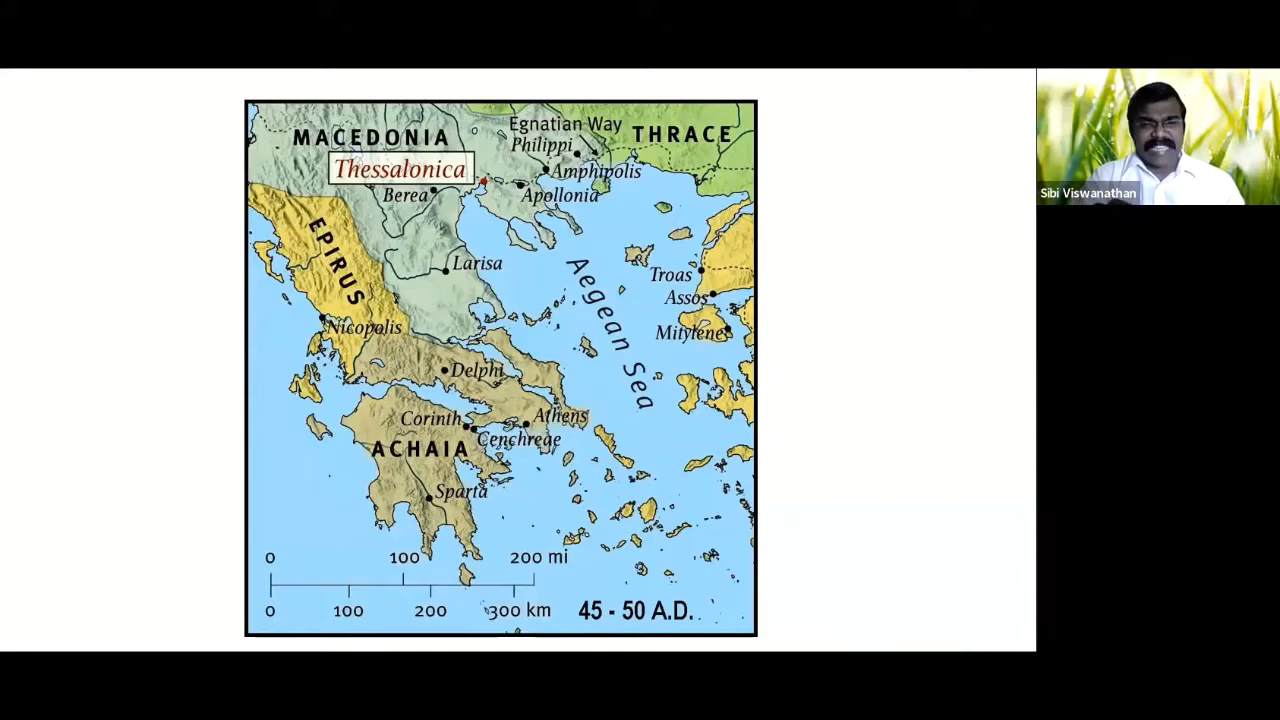 Egnatian Way
MACEDONIA
THRACE
Philippi
Thessalonica
Amphipolis
Berea
Apollonia
EPIRUS
Larisa
Aegean Sea
Troas
Assos
Nicopolis
Mitylene
Delphi
Corinth
Athens
Cenchreae
ACHAIA
Sparta
0 100 200 mi
0 100 200 300 km
45 - 50 A.D.
Sibi Viswanathan